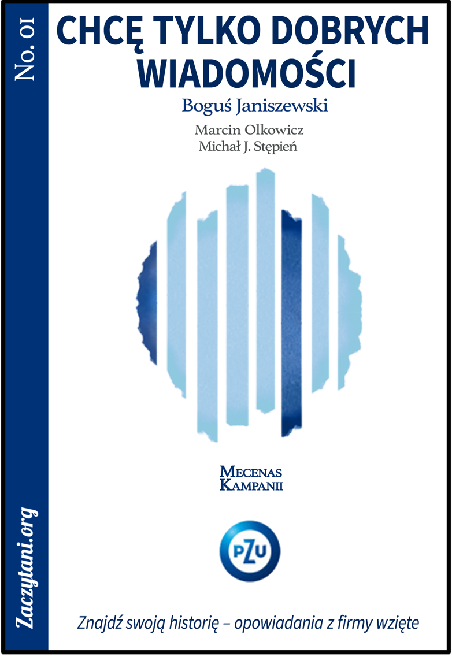 No. 01
CHCĘ TYLKO DOBRYCH
WIADOMOŚCI
Boguś Janiszewski
Marcin Olkowicz
Michał J. Stępień
MECENAS
KAMPANII
PZU
Zaczytani.org
Znajdź swoją historię – opowiadania z firmy wzięte